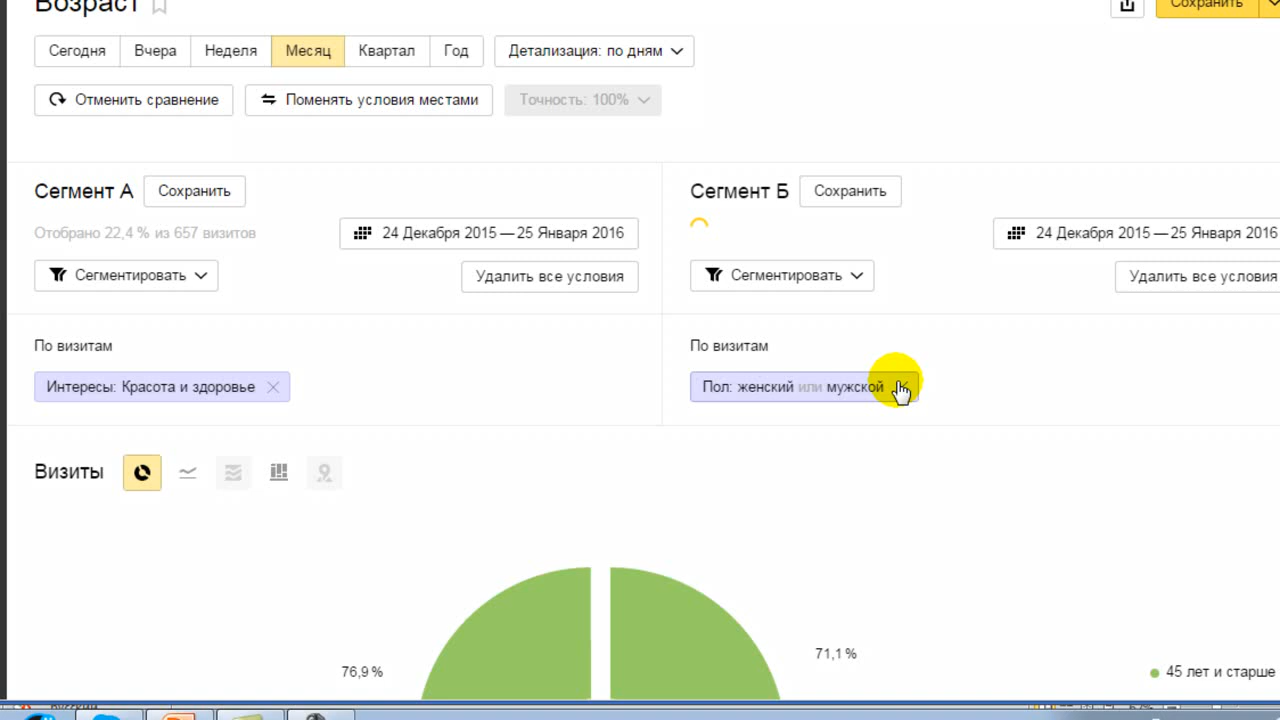 Возраст
Сохранить
Сегодня Вчера Неделя Месяц Квартал Год Детализация: по дням
Отменить сравнение Поменять условия местами Точность: 100%
Сегмент А Сохранить
Отобрано 22,4 % из 657 визитов 24 Декабря 2015 — 25 Января 2016
Сегментировать Удалить все условия
По визитам
Интересы: Красота и здоровье
Сегмент Б Сохранить
24 Декабря 2015 — 25 Января 2016
Сегментировать Удалить все условия
По визитам
Пол: женский или мужской
Визиты
76,9 %
71,1 %
45 лет и старше